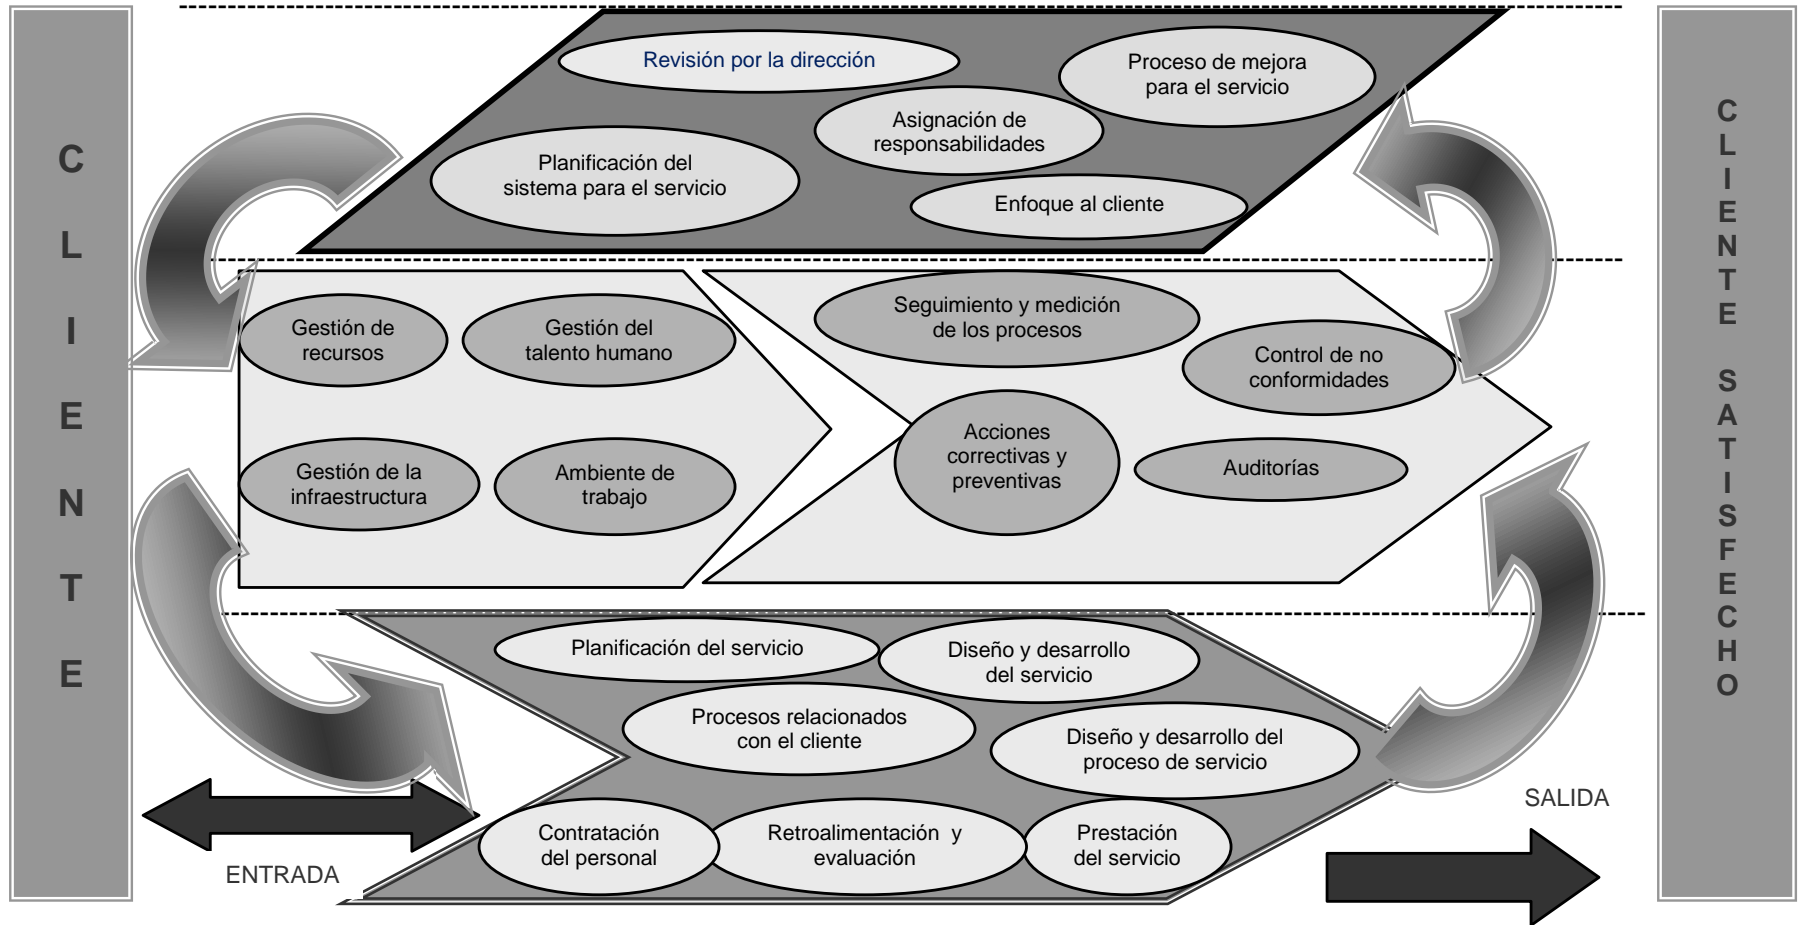 CLIENTE
Revisión por la dirección
Proceso de mejora
para el servicio
Asignación de
responsabilidades
Planificación del
sistema para el servicio
Enfoque al cliente
Gestión de
recursos
Gestión del
talento humano
Gestión de la
infraestructura
Ambiente de
trabajo
Seguimiento y medición
de los procesos
Control de no
conformidades
Acciones
correctivas y
preventivas
Auditorías
Planificación del servicio
Diseño y desarrollo
del servicio
Procesos relacionados
con el cliente
Diseño y desarrollo del
proceso de servicio
Contratación
del personal
Retroalimentación y
evaluación
Prestación
del servicio
ENTRADA
SALIDA
CLIENTE SATISFECHO